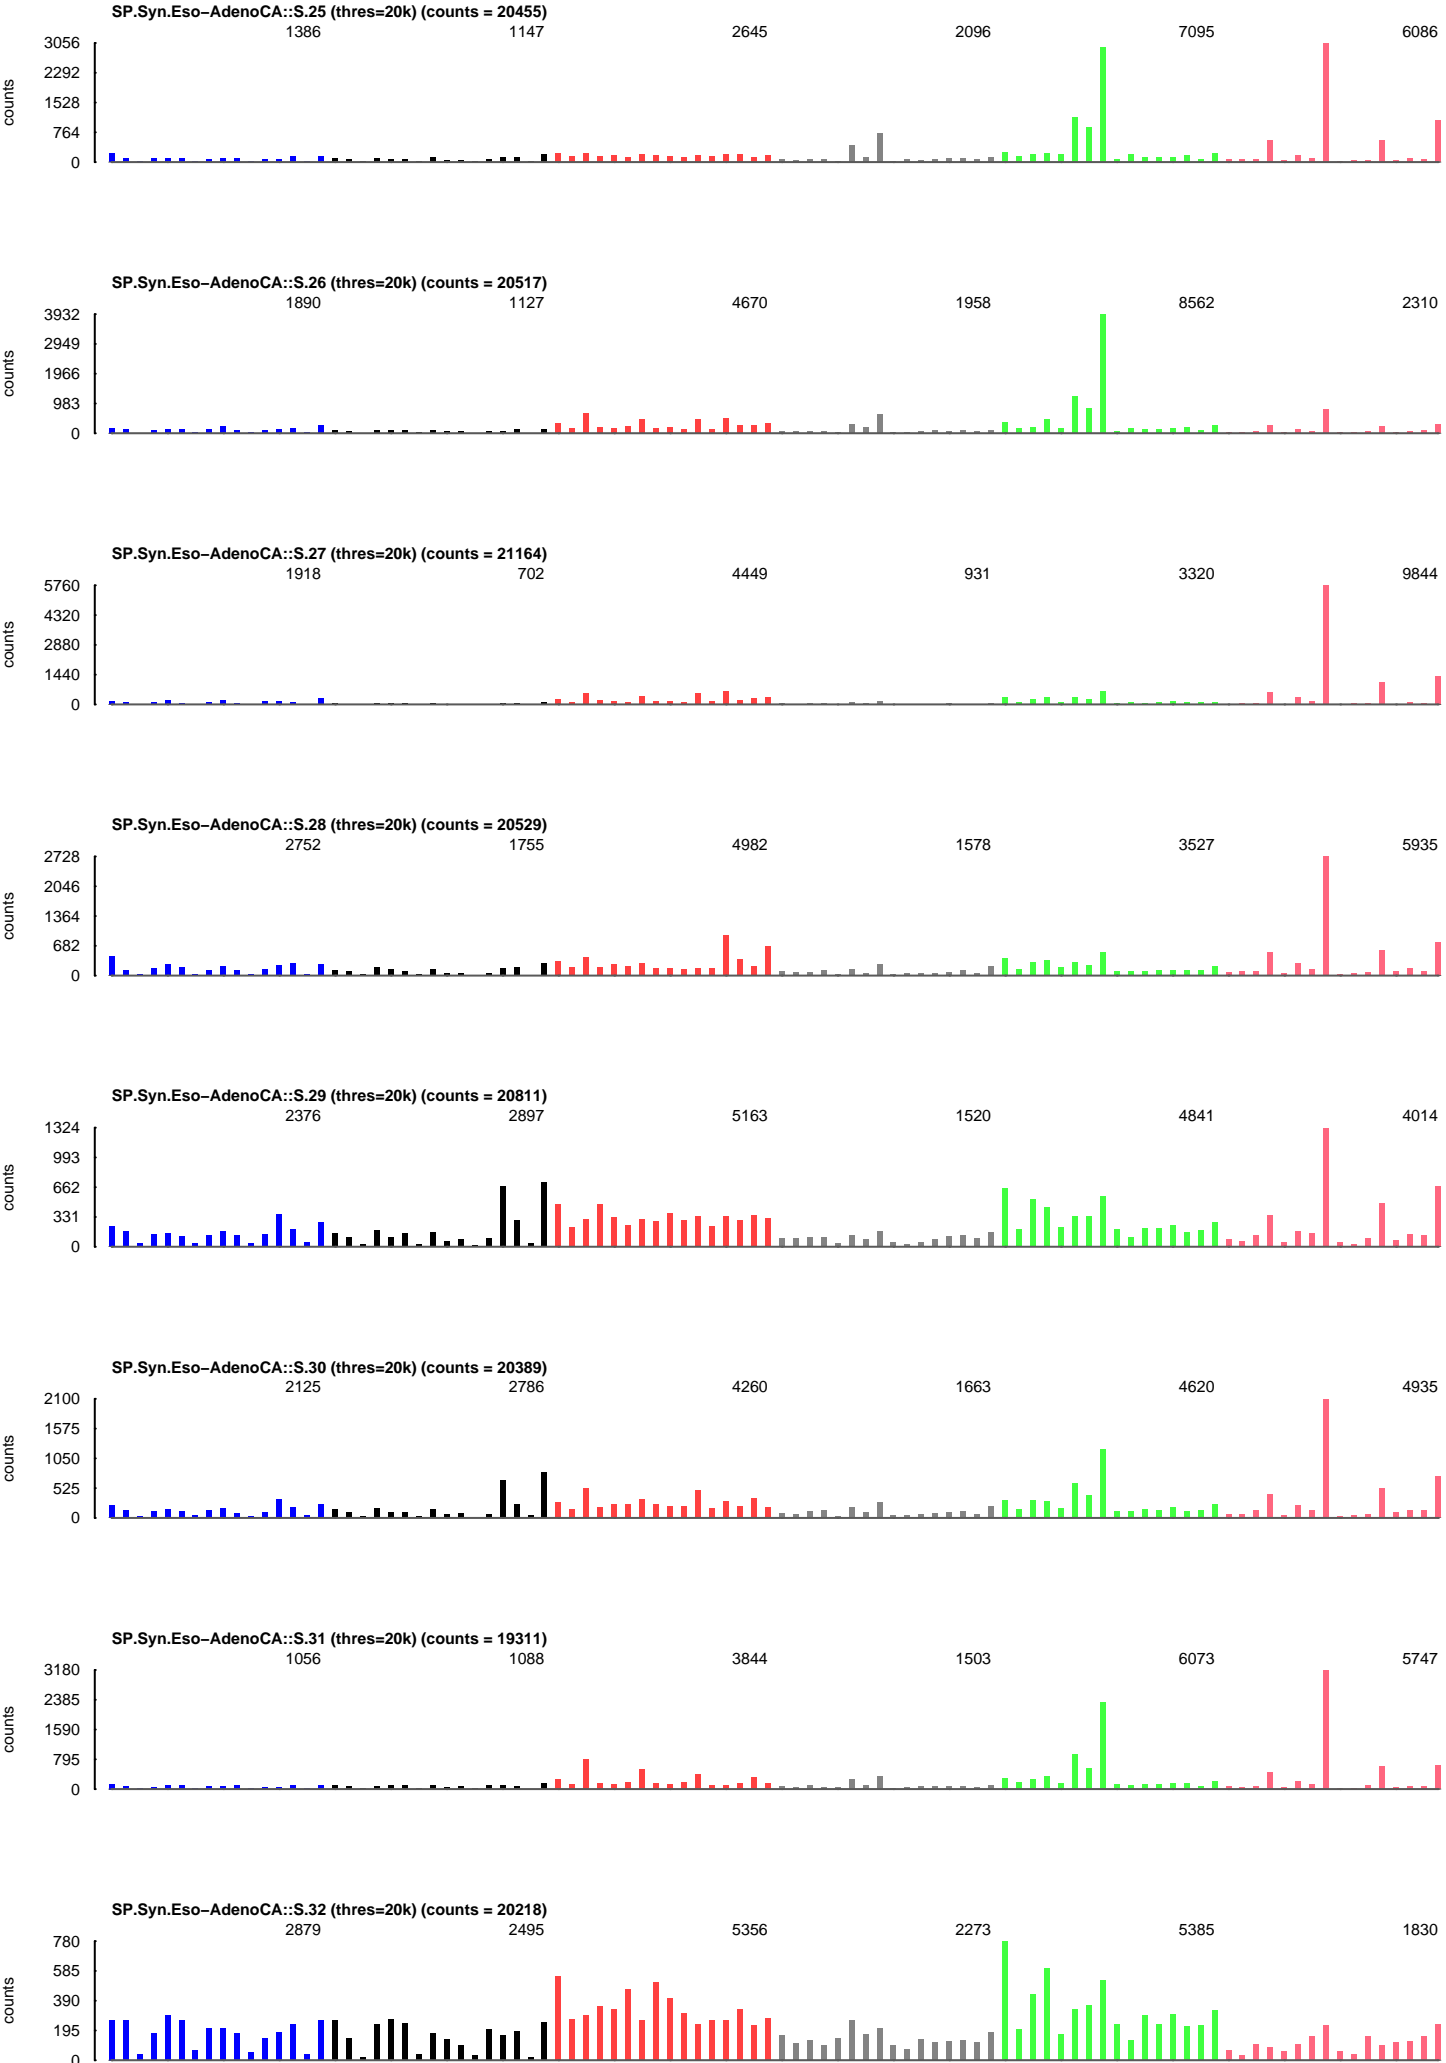 SP.Syn.Eso−AdenoCA::S.25 (thres=20k) (counts = 20455)
1386 1147 2645 2096 7095 6086
3056
2292
1528
764
0
counts
SP.Syn.Eso−AdenoCA::S.26 (thres=20k) (counts = 20517)
1890 1127 4670 1958 8562 2310
3932
2949
1966
983
0
counts
SP.Syn.Eso−AdenoCA::S.27 (thres=20k) (counts = 21164)
1918 702 4449 931 3320 9844
5760
4320
2880
1440
0
counts
SP.Syn.Eso−AdenoCA::S.28 (thres=20k) (counts = 20529)
2752 1755 4982 1578 3527 5935
2728
2046
1364
682
0
counts
SP.Syn.Eso−AdenoCA::S.29 (thres=20k) (counts = 20811)
2376 2897 5163 1520 4841 4014
1324
993
662
331
0
counts
SP.Syn.Eso−AdenoCA::S.30 (thres=20k) (counts = 20389)
2125 2786 4260 1663 4620 4935
2100
1575
1050
525
0
counts
SP.Syn.Eso−AdenoCA::S.31 (thres=20k) (counts = 19311)
1056 1088 3844 1503 6073 5747
3180
2385
1590
795
0
counts
SP.Syn.Eso−AdenoCA::S.32 (thres=20k) (counts = 20218)
2879 2495 5356 2273 5385 1830
780
585
390
195
0
counts